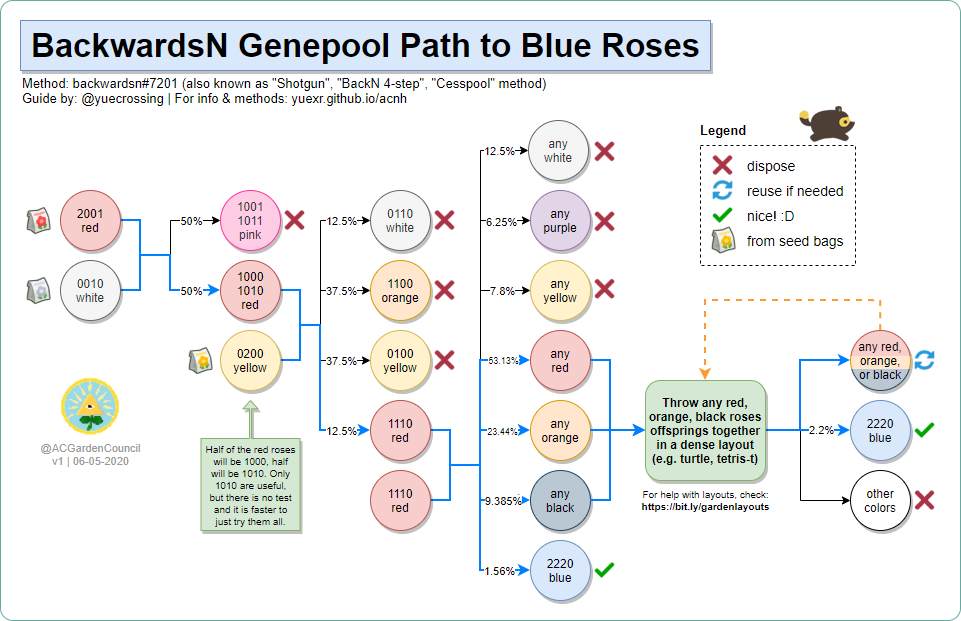 BackwardsN Genepool Path to Blue Roses
Method: backwardsn#7201 (also known as "Shotgun", "BackN 4-step", "Cesspool" method)
Guide by: @yuecrossing | For info & methods: yuexr.github.io/acnh
Legend
dispose
reuse if needed
nice! :D
from seed bags
2001
red
0010
white
50%
50%
1001
1011
pink
1000
1010
red
0200
yellow
Half of the red roses
will be 1000, half
will be 1010. Only
1010 are useful,
but there is no test
and it is faster to
just try them all.
@ACGardenCouncil
v1 | 06-05-2020
12.5%
37.5%
37.5%
12.5%
0110
white
1100
orange
0100
yellow
1110
red
1110
red
12.5%
6.25%
7.8%
53.13%
23.44%
9.385%
1.56%
any
white
any
purple
any
yellow
any
red
any
orange
any
black
2220
blue
Throw any red,
orange, black roses
offsprings together
in a dense layout
(e.g. turtle, tetris-t)
For help with layouts, check:
https://bit.ly/gardenlayouts
2.2%
any red,
orange,
or black
2220
blue
other
colors